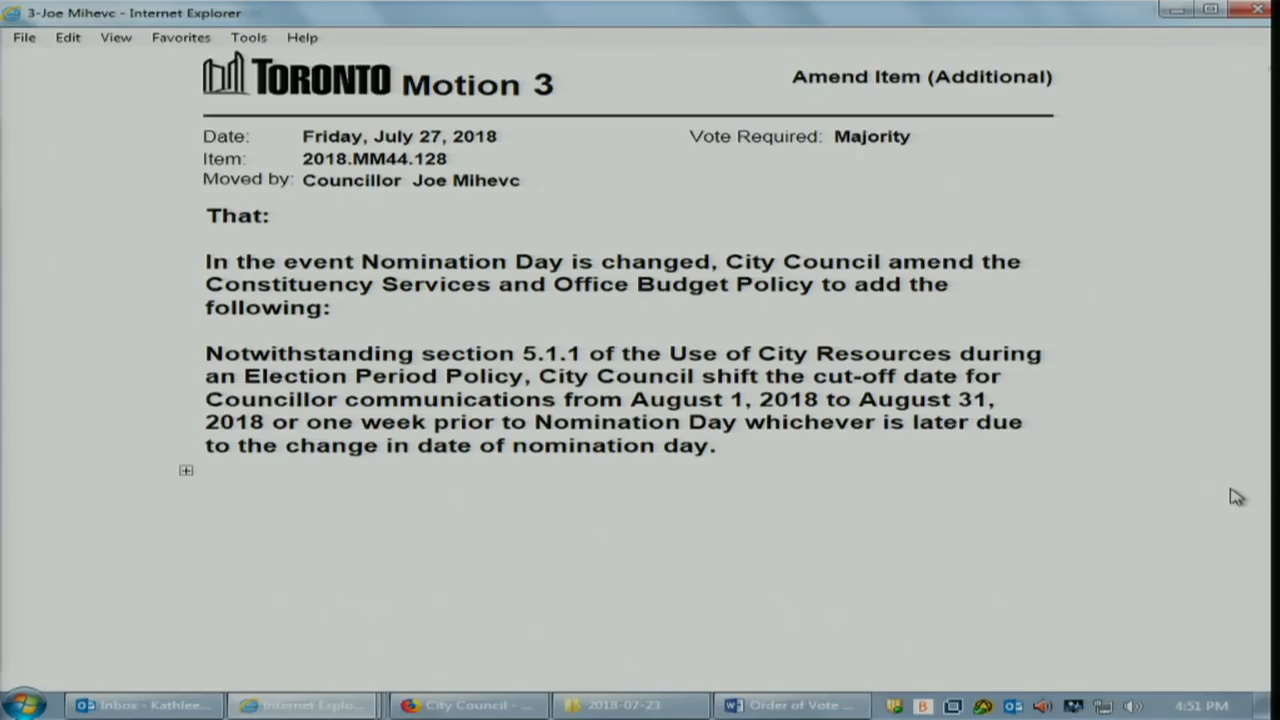 3-Joe Mihevc - Internet Explorer
File Edit View Favorites Tools Help
TORONTO Motion 3
Amend Item (Additional)
Date: Friday, July 27, 2018
Vote Required: Majority
Item: 2018.MM44.128
Moved by: Councillor Joe Mihevc
That:
In the event Nomination Day is changed, City Council amend the
Constituency Services and Office Budget Policy to add the
following:
Notwithstanding section 5.1.1 of the Use of City Resources during
an Election Period Policy, City Council shift the cut-off date for
Councillor communications from August 1, 2018 to August 31,
2018 or one week prior to Nomination Day whichever is later due
to the change in date of nomination day.
Inbox - Kathlee... Internet Explo... City Council - ... 2018-07-23 Order of Vote ... 4:51 PM